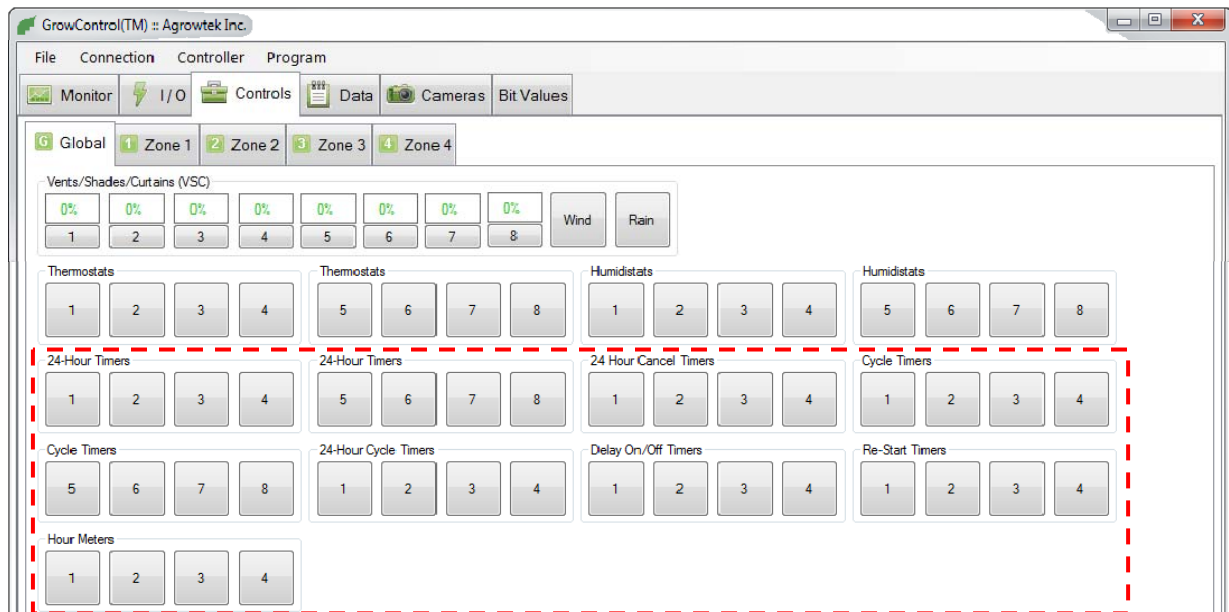 GrowControl(TM) :: Agrowtek Inc.
File Connection Controller Program
Monitor I / O Controls Data Cameras Bit Values
G Global 1 Zone 1 2 Zone 2 3 Zone 3 4 Zone 4
Vents/Shades/Curtains (VSC)
0% 0% 0% 0% 0% 0% 0% 0%
1 2 3 4 5 6 7 8 Wind Rain
Thermostats Thermostats Humidistats Humidistats
1 2 3 4 5 6 7 8 1 2 3 4 5 6 7 8
24-Hour Timers 24-Hour Timers 24 Hour Cancel Timers Cycle Timers
1 2 3 4 5 6 7 8 1 2 3 4 1 2 3 4
Cycle Timers 24-Hour Cycle Timers Delay On/Off Timers Re-Start Timers
5 6 7 8 1 2 3 4 1 2 3 4 1 2 3 4
Hour Meters
1 2 3 4